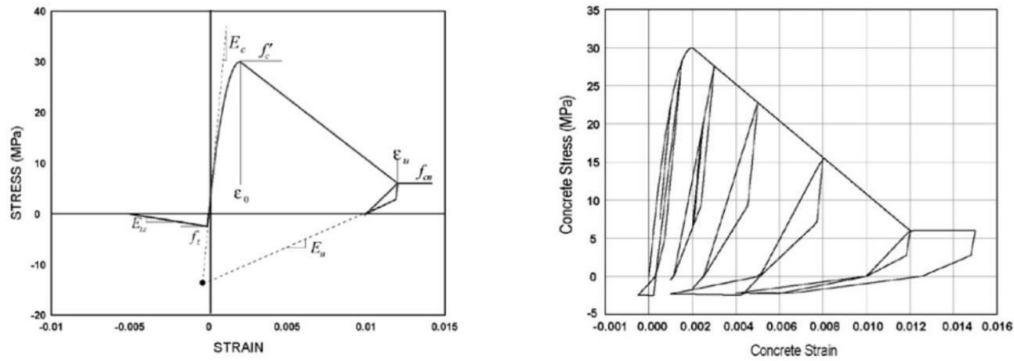 40
30
20
10
0
-10
-20
-0.01
-0.005
0
0.005
0.01
0.015
STRESS (MPa)
STRAIN
E_c
f'_c
ε_0
ε_u
f_cu
E_ts
f_t
E_u
35
30
25
20
15
10
5
0
-5
-0.001
0.000
0.002
0.004
0.006
0.008
0.010
0.012
0.014
0.016
Concrete Stress (MPa)
Concrete Strain